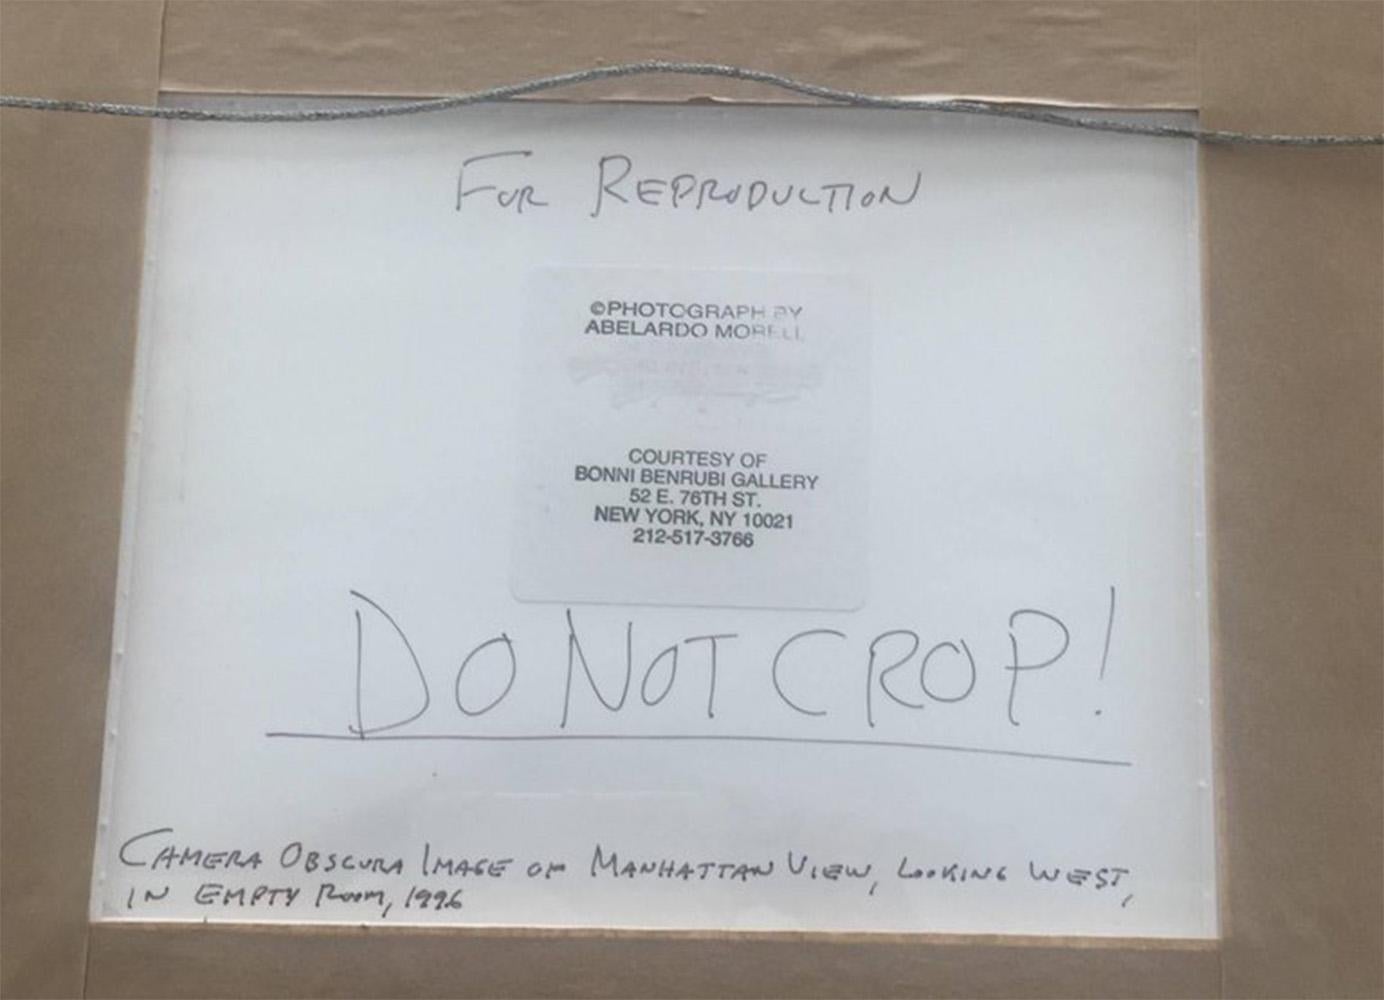 FOR REPRODUCTION
©PHOTOGRAPH BY
ABELARDO MORELL
COURTESY OF
BONNI BENRUBI GALLERY
52 E. 76TH ST.
NEW YORK, NY 10021
212-517-3766
DO NOT CROP!
CAMERA OBSCURA IMAGE OF MANHATTAN VIEW, LOOKING WEST,
IN EMPTY ROOM, 1996